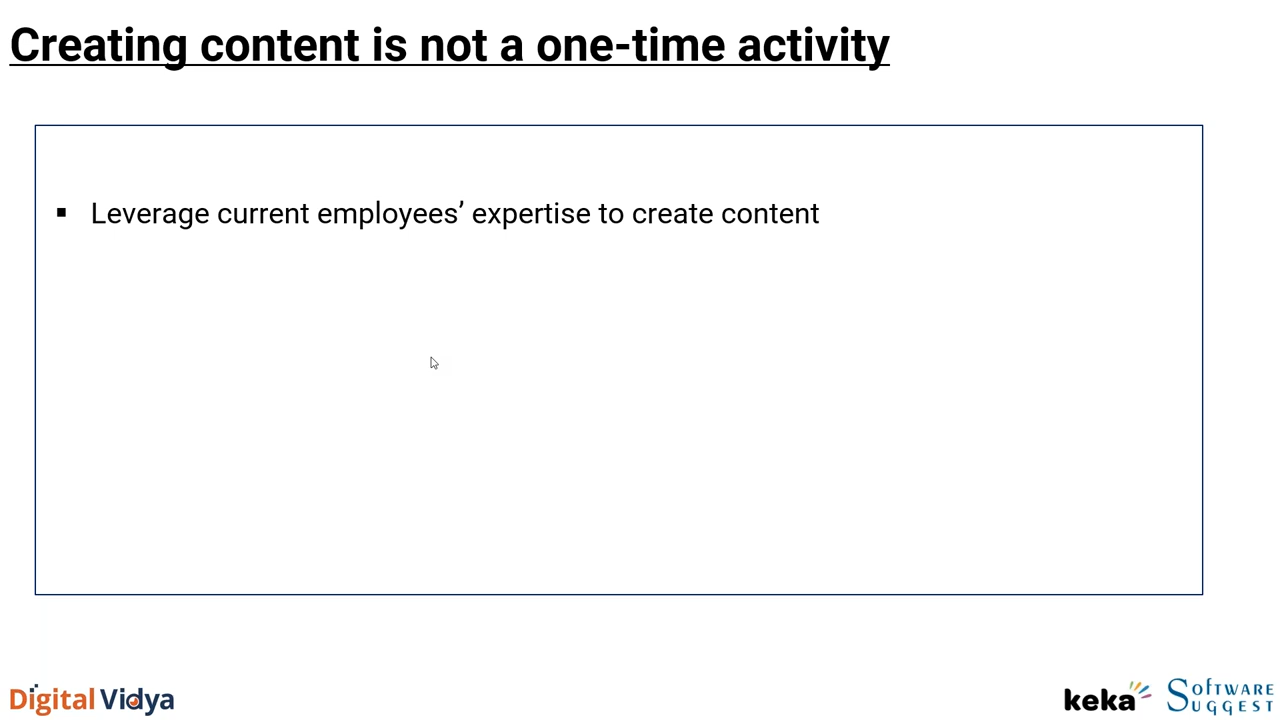 Creating content is not a one-time activity
▪ Leverage current employees’ expertise to create content
Digital Vidya
keka
SOFTWARE
SUGGEST